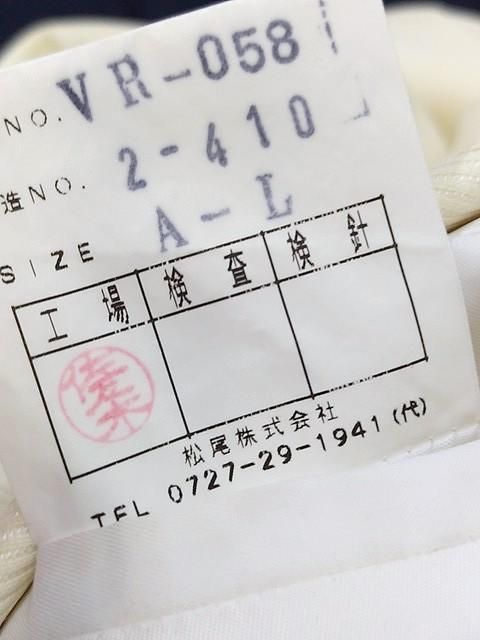 NO. VR-058
造NO. 2-410
SIZE A-L
工場 検査 検針
松尾株式会社
TEL 0727-29-1941(代)